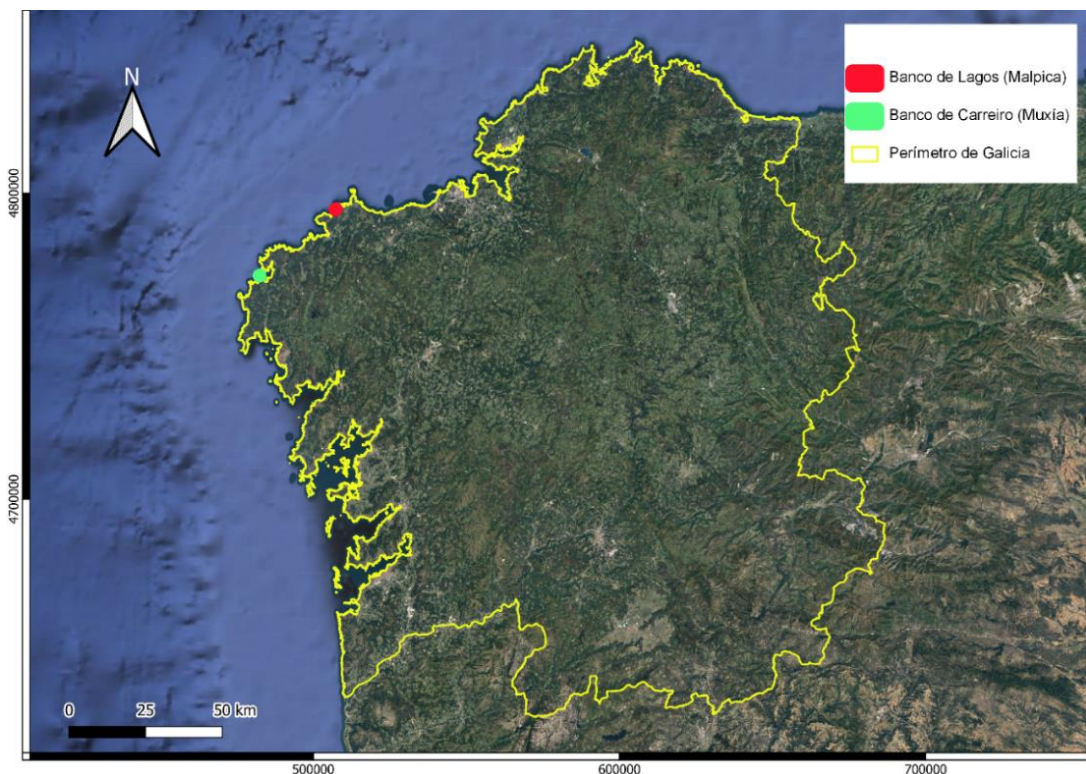 N
Banco de Lagos (Malpica)
Banco de Carreiro (Muxía)
Perímetro de Galicia
4800000
4700000
0 25 50 km
500000 600000 700000